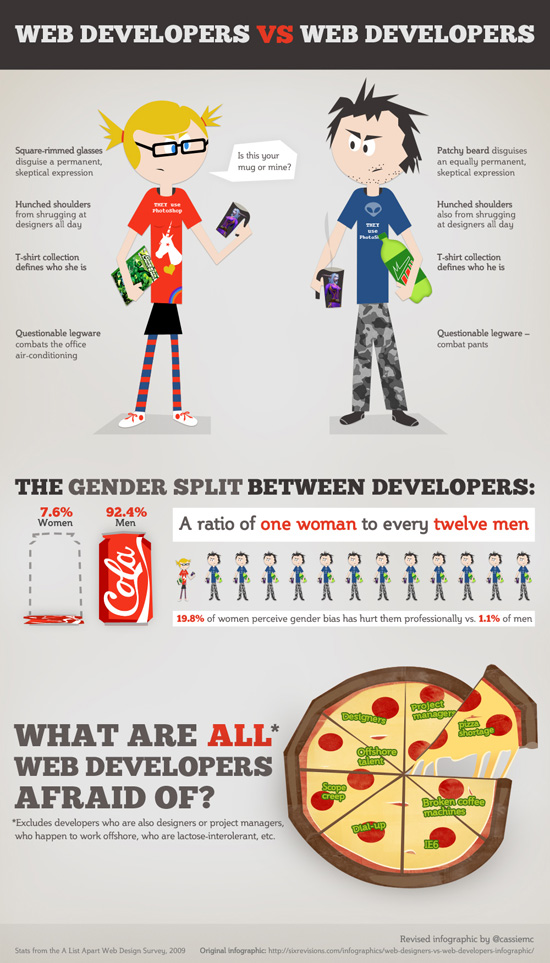 WEB DEVELOPERS VS WEB DEVELOPERS
Square-rimmed glasses
disguise a permanent,
skeptical expression
Hunched shoulders
from shrugging at
designers all day
T-shirt collection
defines who she is
Questionable legware
combats the office
air-conditioning
THEY use
PhotoShop
Is this your
mug or mine?
THEY
use
PhotoS
Patchy beard disguises
an equally permanent,
skeptical expression
Hunched shoulders
also from shrugging
at designers all day
T-shirt collection
defines who he is
Questionable legware –
combat pants
THE GENDER SPLIT BETWEEN DEVELOPERS:
7.6%
Women
92.4%
Men
Cola
A ratio of one woman to every twelve men
19.8% of women perceive gender bias has hurt them professionally vs. 1.1% of men
WHAT ARE ALL*
WEB DEVELOPERS
AFRAID OF?
*Excludes developers who are also designers or project managers,
who happen to work offshore, who are lactose-interolerant, etc.
Designers
Project
managers
Pizza
shortage
Offshore
talent
Scope
creep
Broken coffee
machines
Dial-up
IE6
Revised infographic by @cassiemc
Stats from the A List Apart Web Design Survey, 2009
Original infographic: http://sixrevisions.com/infographics/web-designers-vs-web-developers-infographic/